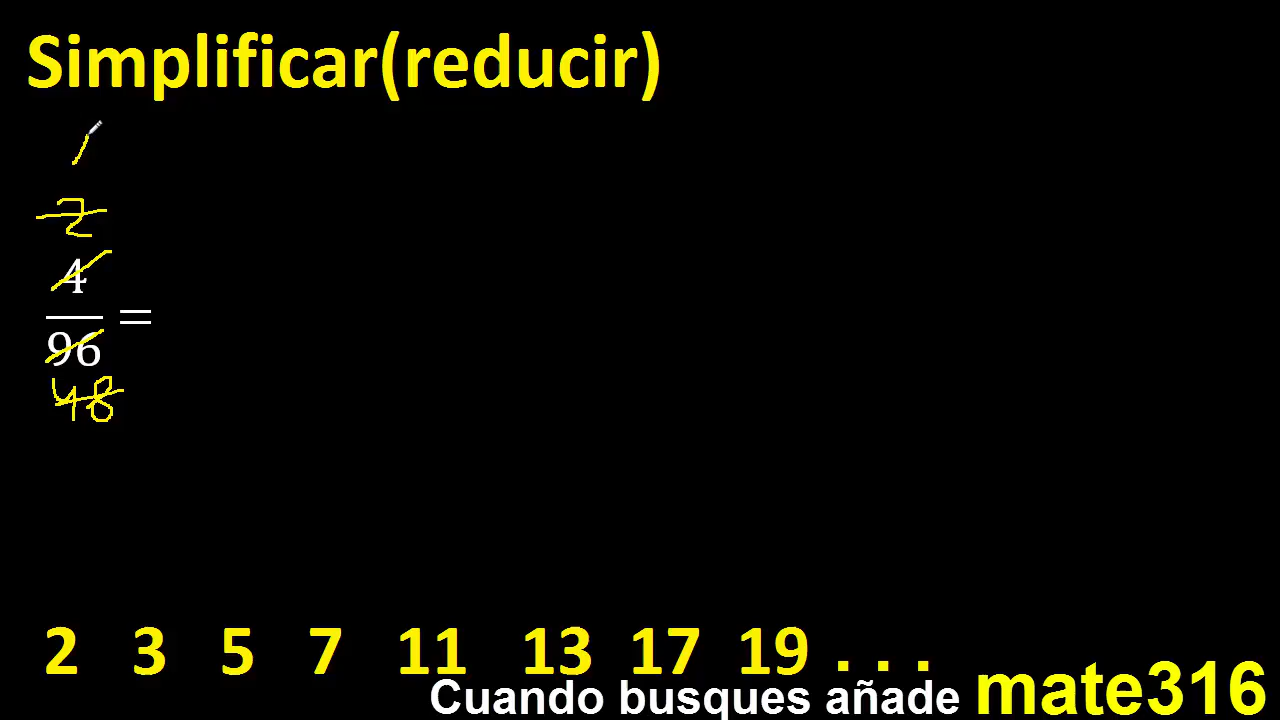 Simplificar(reducir)
1
2
4
96 =
48
2 3 5 7 11 13 17 19 . . .
Cuando busques añade mate316